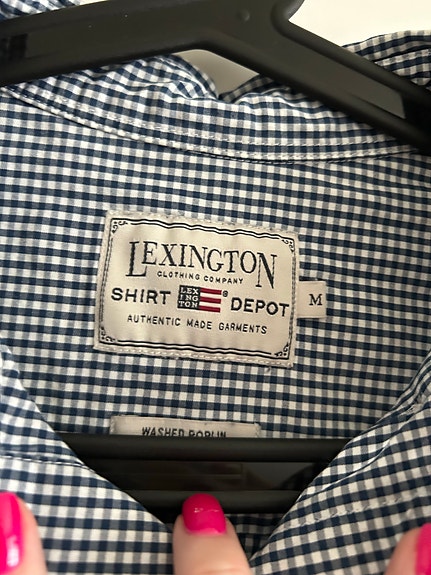 LEXINGTON
CLOTHING COMPANY
SHIRT LEX ING TON ® DEPOT
AUTHENTIC MADE GARMENTS
M
WASHED POPLIN